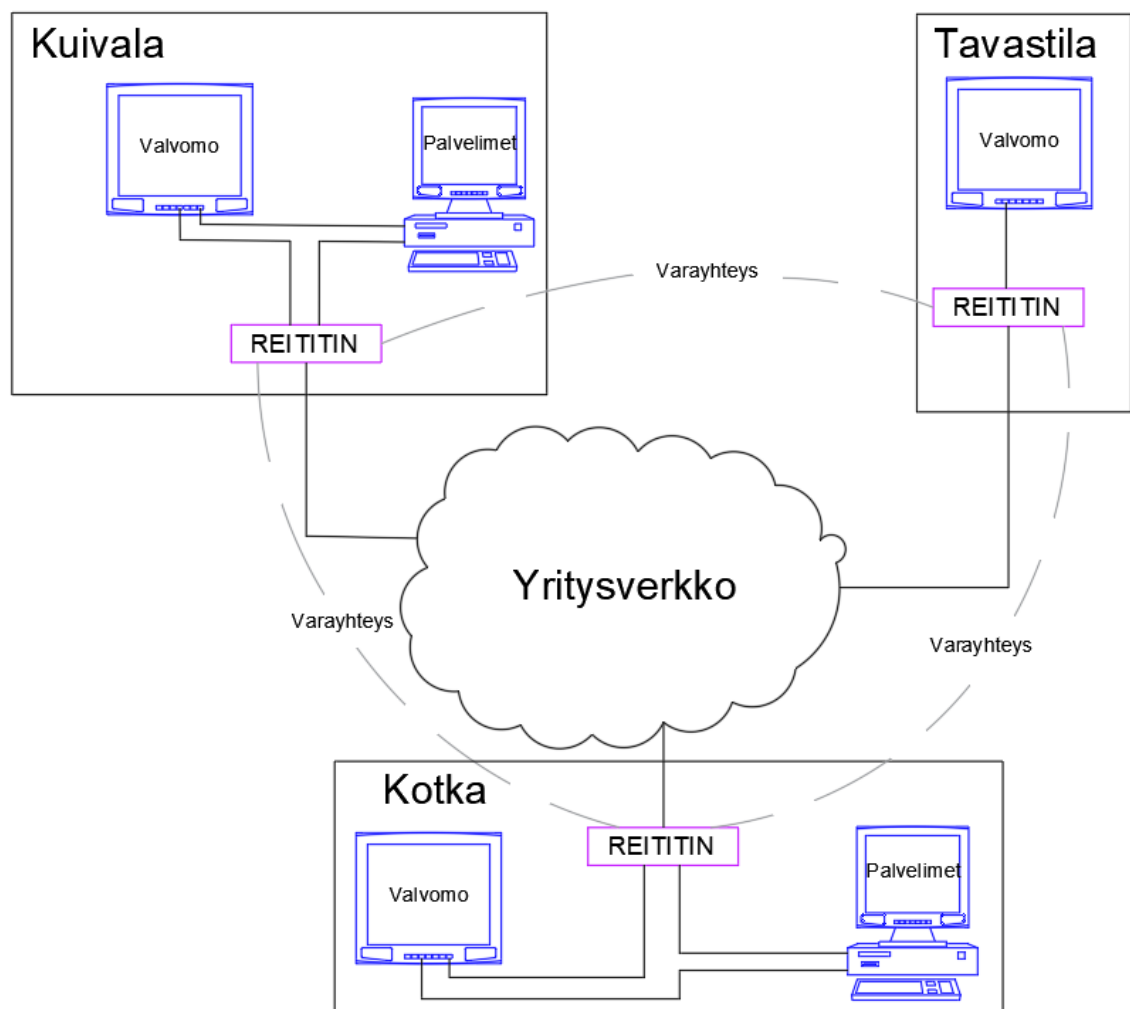 Kuivala
Valvomo
Palvelimet
REITITIN
Tavastila
Valvomo
REITITIN
Varayhteys
Yritysverkko
Varayhteys
Varayhteys
Kotka
REITITIN
Valvomo
Palvelimet